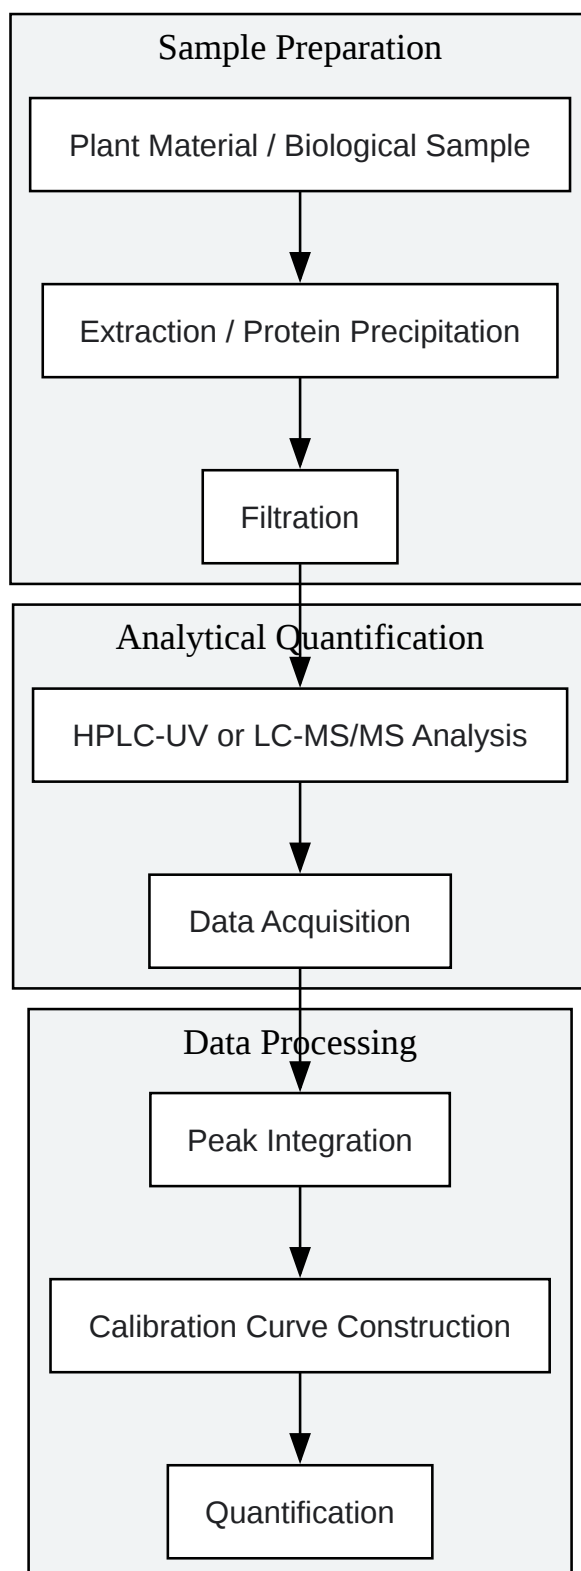 Sample Preparation
Plant Material / Biological Sample
Extraction / Protein Precipitation
Filtration
Analytical Quantification
HPLC-UV or LC-MS/MS Analysis
Data Acquisition
Data Processing
Peak Integration
Calibration Curve Construction
Quantification